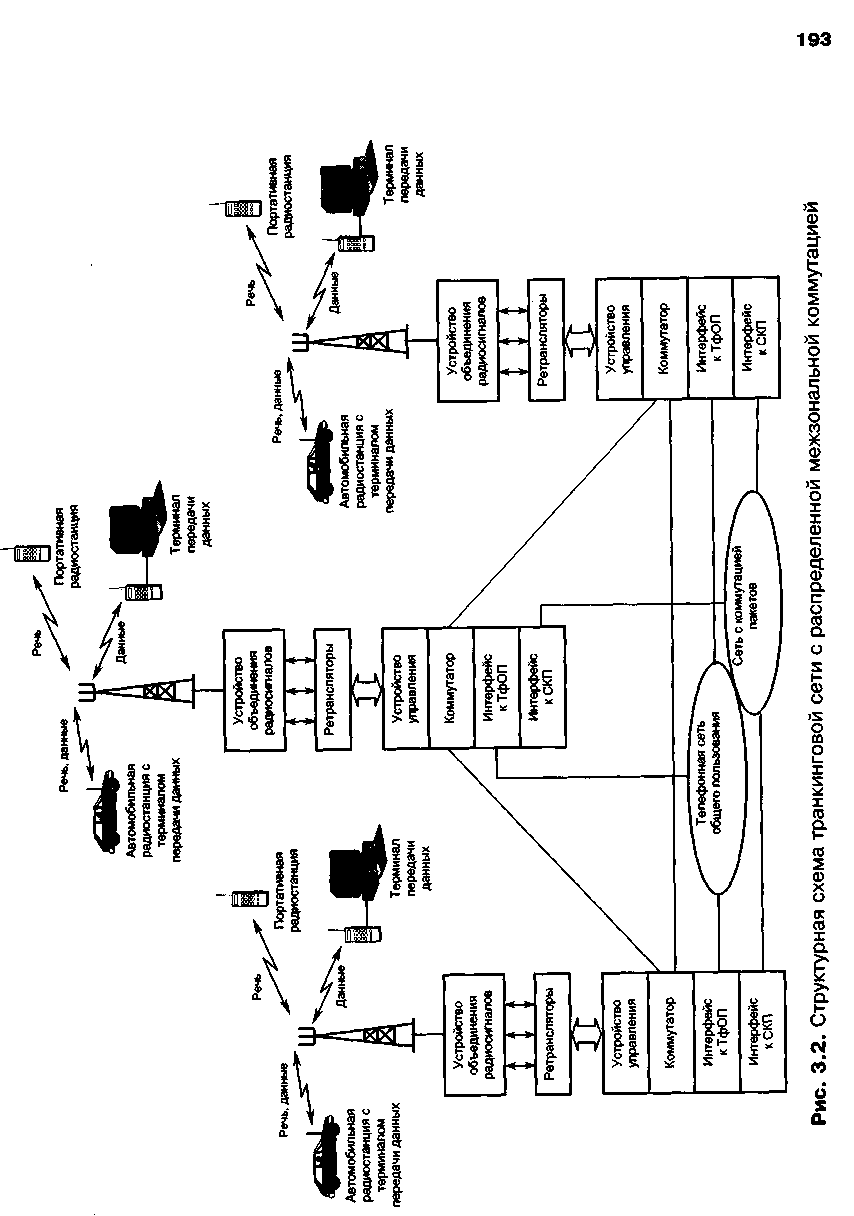 193
Портативная
радиостанция
Речь
Терминал
передачи
данных
Данные
Речь, данные
Автомобильная
радиостанция с
терминалом
передачи данных
Устройство
объединения
радиосигналов
Ретрансляторы
Устройство
управления
Коммутатор
Интерфейс
к ТфОП
Интерфейс
к СКП
Портативная
радиостанция
Речь
Терминал
передачи
данных
Данные
Речь, данные
Автомобильная
радиостанция с
терминалом
передачи данных
Устройство
объединения
радиосигналов
Ретрансляторы
Устройство
управления
Коммутатор
Интерфейс
к ТфОП
Интерфейс
к СКП
Портативная
радиостанция
Речь
Терминал
передачи
данных
Данные
Речь, данные
Автомобильная
радиостанция с
терминалом
передачи данных
Устройство
объединения
радиосигналов
Ретрансляторы
Устройство
управления
Коммутатор
Интерфейс
к ТфОП
Интерфейс
к СКП
Сеть с коммутацией
пакетов
Телефонная сеть
общего пользования
Рис. 3.2. Структурная схема транкинговой сети с распределенной межзональной коммутацией